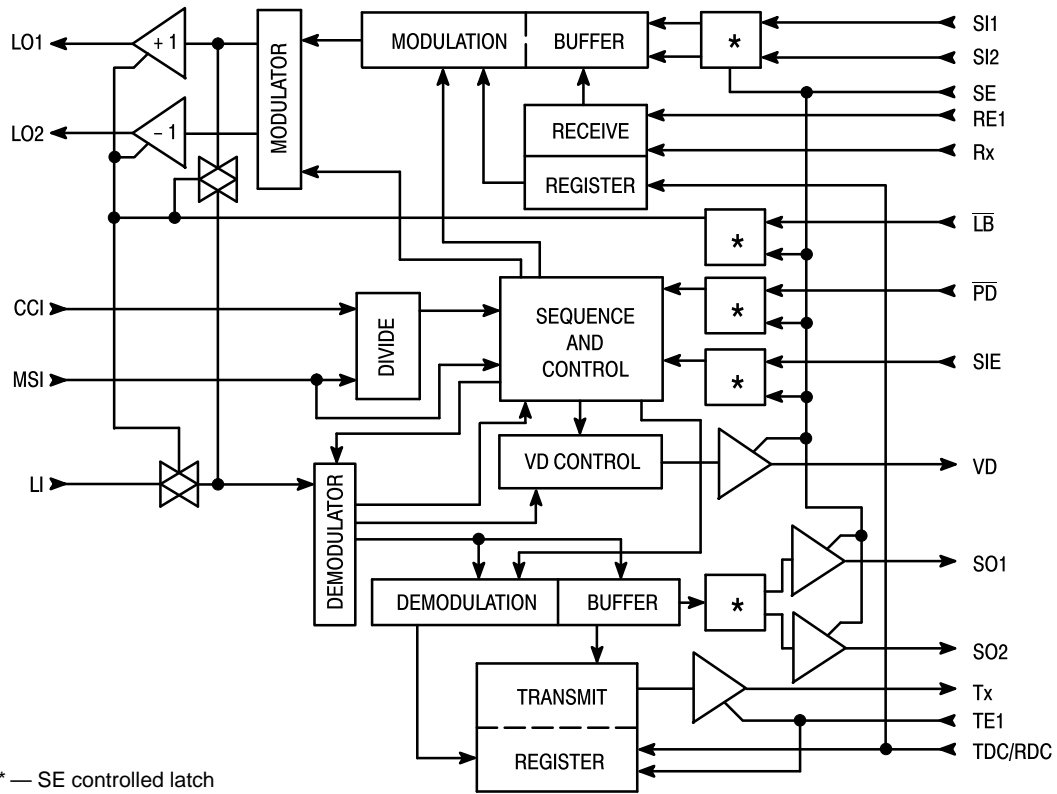 LO1
+ 1
MODULATOR
MODULATION BUFFER
*
SI1
SI2
SE
LO2
– 1
RECEIVE
REGISTER
RE1
Rx
*
L̅B̅
CCI
DIVIDE
SEQUENCE
AND
CONTROL
*
P̅D̅
MSI
*
SIE
VD CONTROL
VD
LI
DEMODULATOR
SO1
DEMODULATION BUFFER
*
SO2
TRANSMIT
REGISTER
Tx
TE1
TDC/RDC
* — SE controlled latch